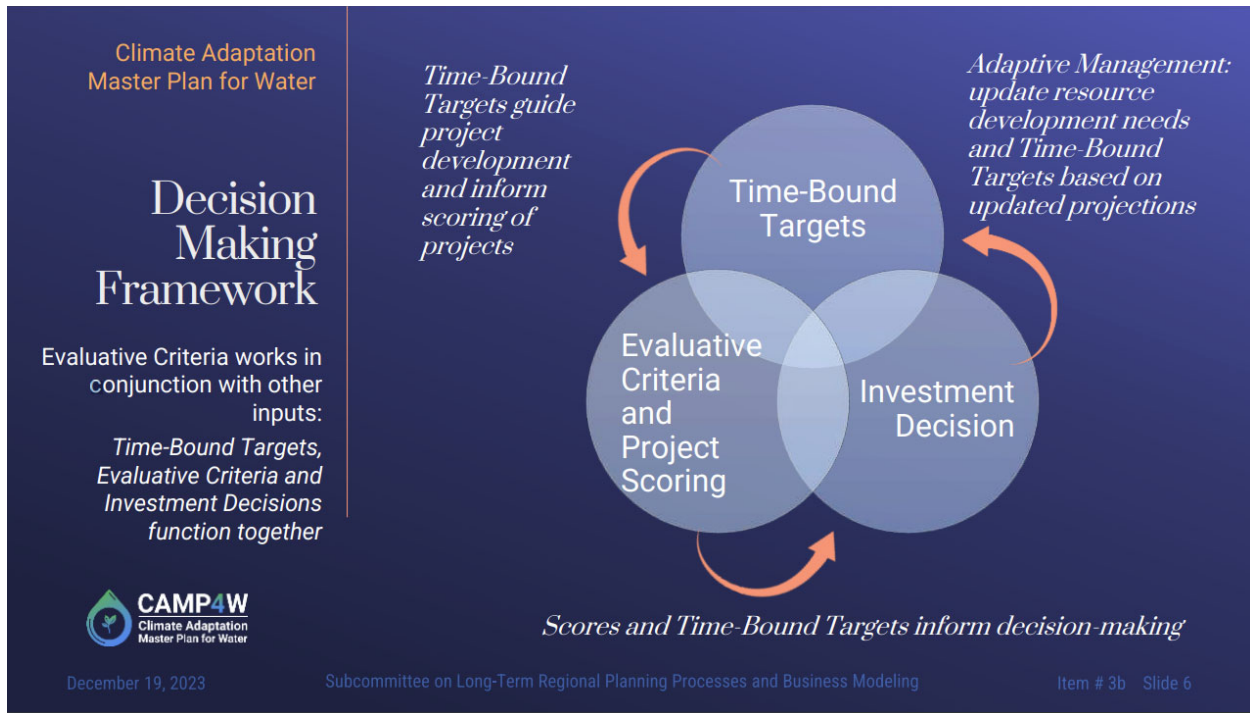 Climate Adaptation
Master Plan for Water
Decision
Making
Framework
Evaluative Criteria works in
conjunction with other
inputs:
Time-Bound Targets,
Evaluative Criteria and
Investment Decisions
function together
CAMP4W
Climate Adaptation
Master Plan for Water
Time-Bound
Targets guide
project
development
and inform
scoring of
projects
Time-Bound
Targets
Adaptive Management:
update resource
development needs
and Time-Bound
Targets based on
updated projections
Evaluative
Criteria
and
Project
Scoring
Investment
Decision
Scores and Time-Bound Targets inform decision-making
December 19, 2023
Subcommittee on Long-Term Regional Planning Processes and Business Modeling
Item # 3b Slide 6